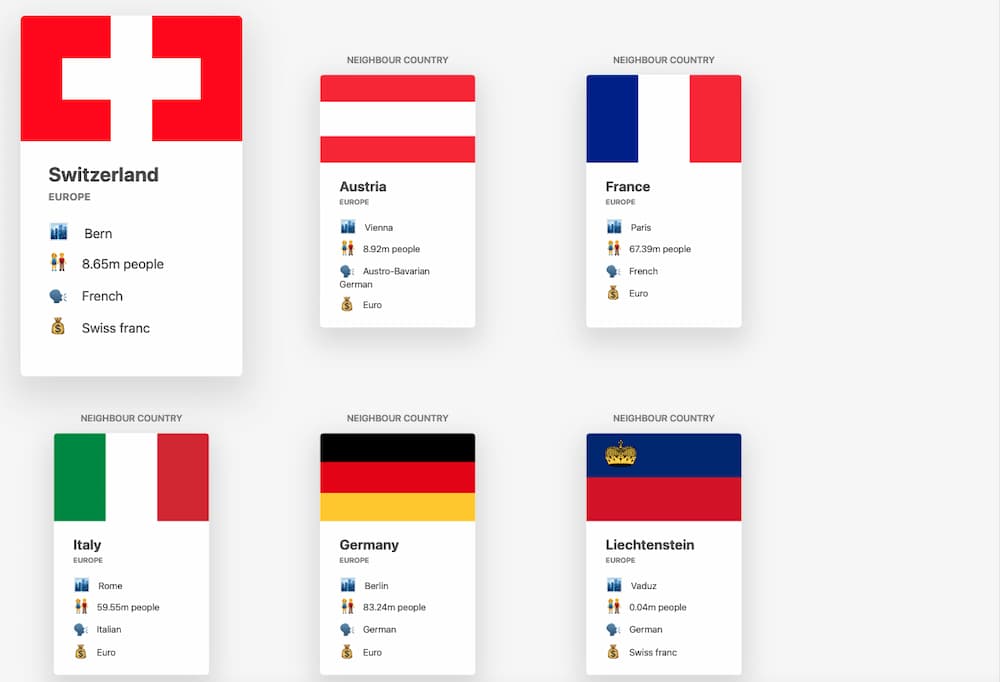 Switzerland
EUROPE
Bern
8.65m people
French
Swiss franc
NEIGHBOUR COUNTRY
Austria
EUROPE
Vienna
8.92m people
Austro-Bavarian
German
Euro
NEIGHBOUR COUNTRY
France
EUROPE
Paris
67.39m people
French
Euro
NEIGHBOUR COUNTRY
Italy
EUROPE
Rome
59.55m people
Italian
Euro
NEIGHBOUR COUNTRY
Germany
EUROPE
Berlin
83.24m people
German
Euro
NEIGHBOUR COUNTRY
Liechtenstein
EUROPE
Vaduz
0.04m people
German
Swiss franc